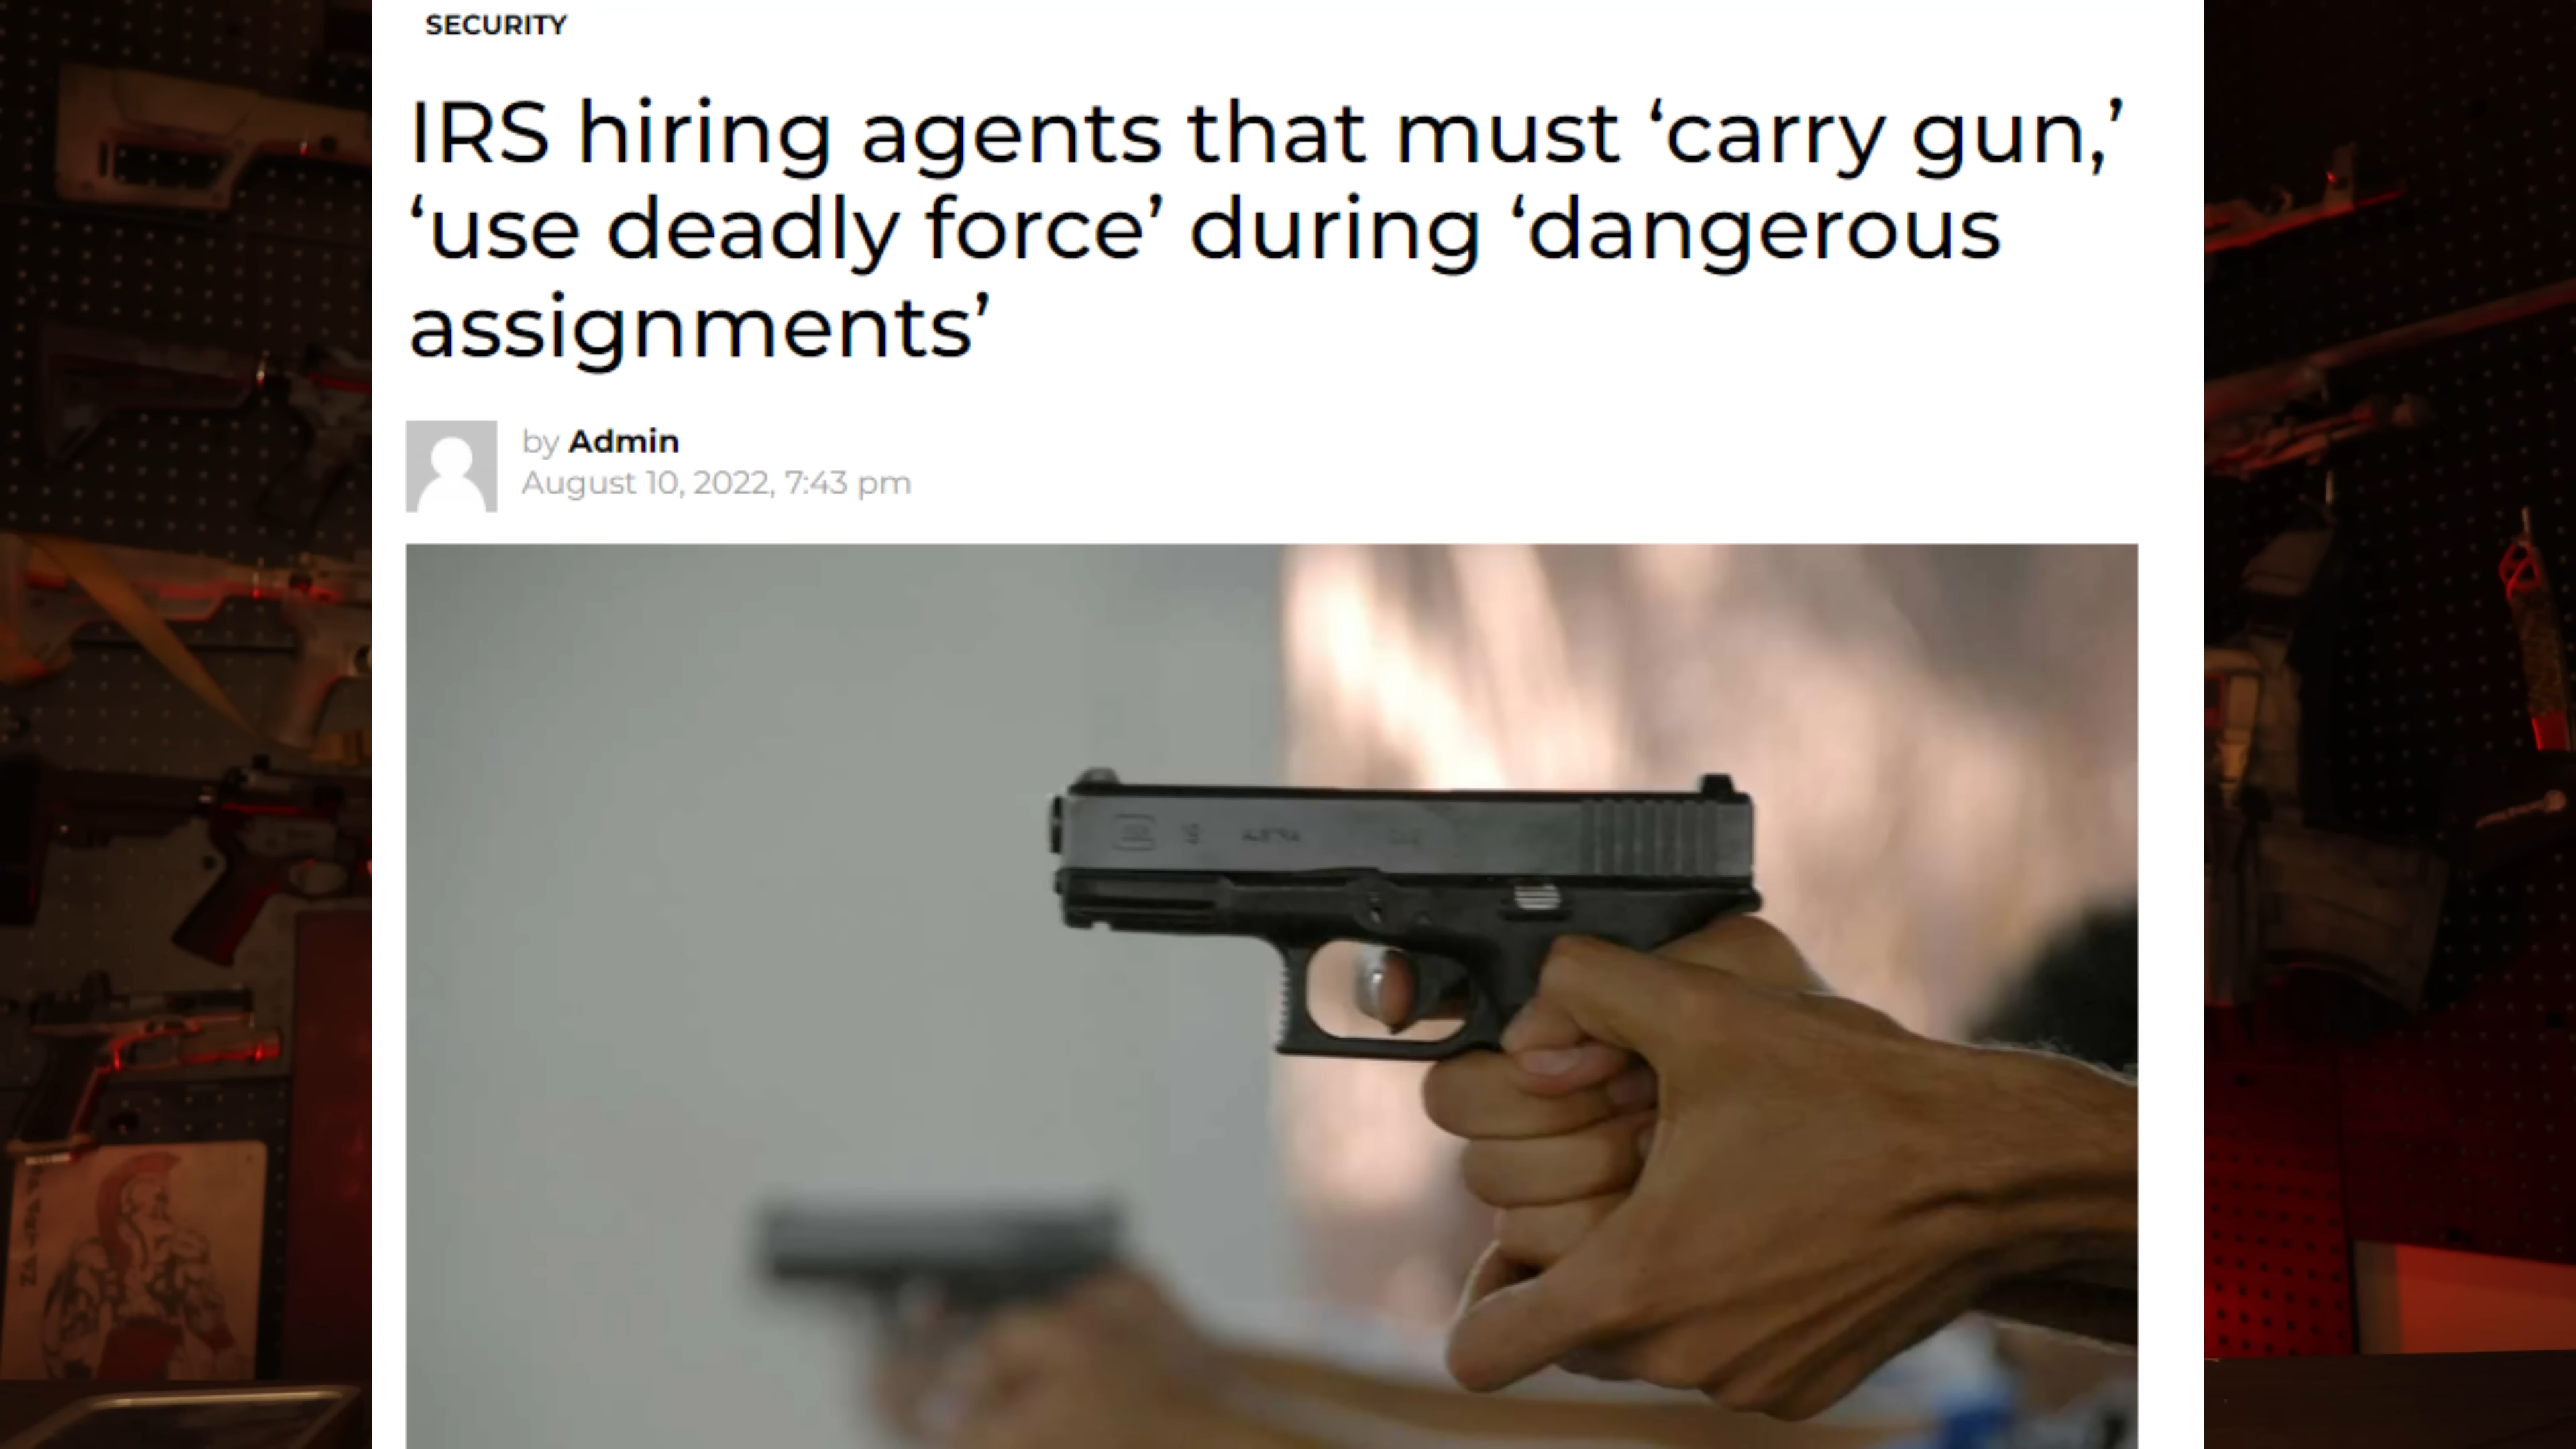 SECURITY
IRS hiring agents that must ‘carry gun,’
‘use deadly force’ during ‘dangerous
assignments’
by Admin
August 10, 2022, 7:43 pm